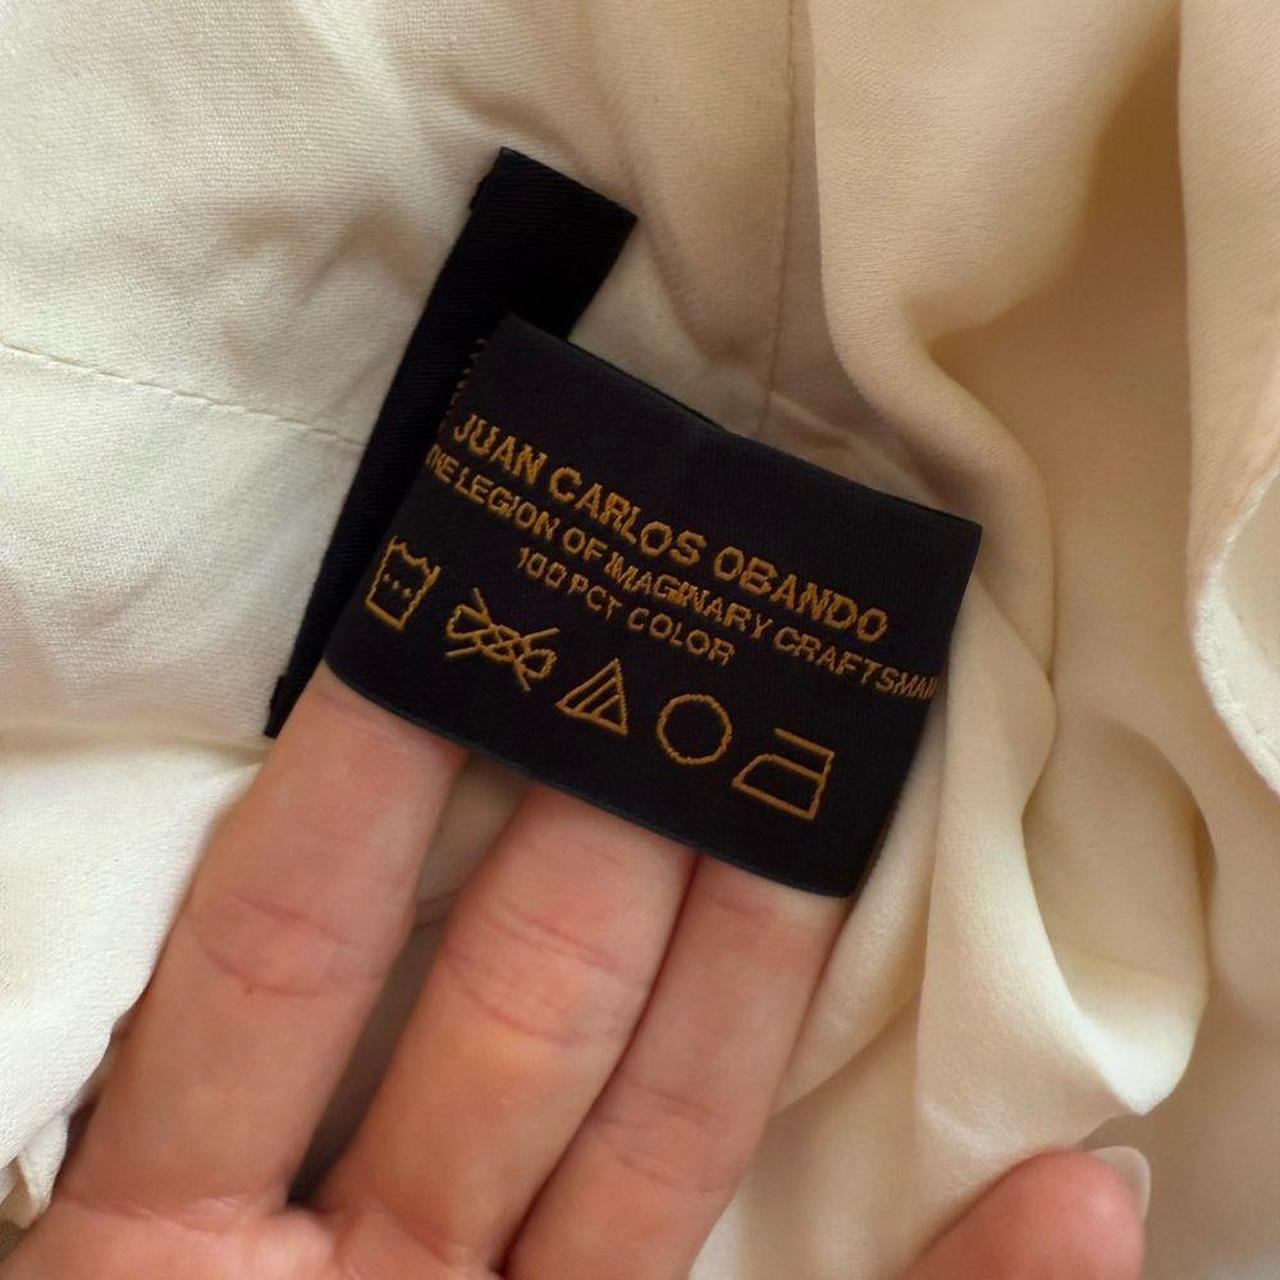 JUAN CARLOS OBANDO
THE LEGION OF IMAGINARY CRAFTSMAN
100 PCT COLOR